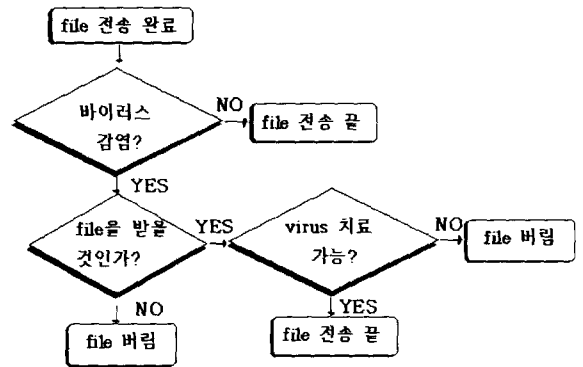 file 전송 완료
바이러스
감염?
NO
file 전송 끝
YES
file을 받을
것인가?
YES
virus 치료
가능?
NO
file 버림
NO
file 버림
YES
file 전송 끝